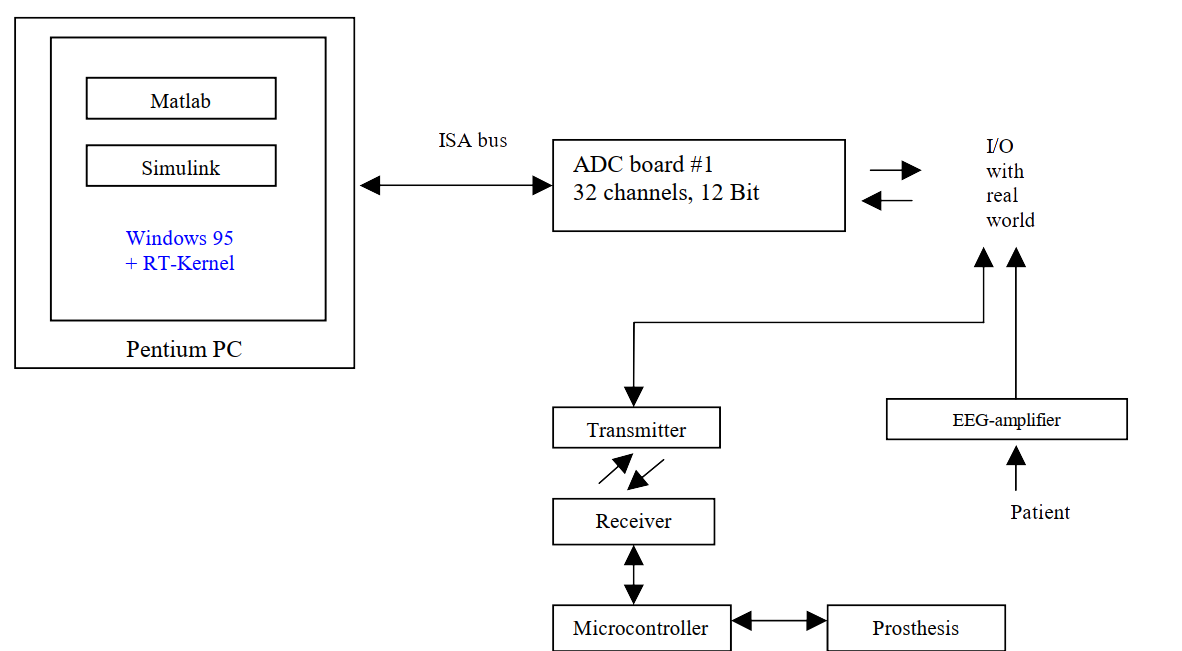 Matlab
Simulink
Windows 95
+ RT-Kernel
Pentium PC
ISA bus
ADC board #1
32 channels, 12 Bit
I/O
with
real
world
Transmitter
EEG-amplifier
Receiver
Patient
Microcontroller
Prosthesis